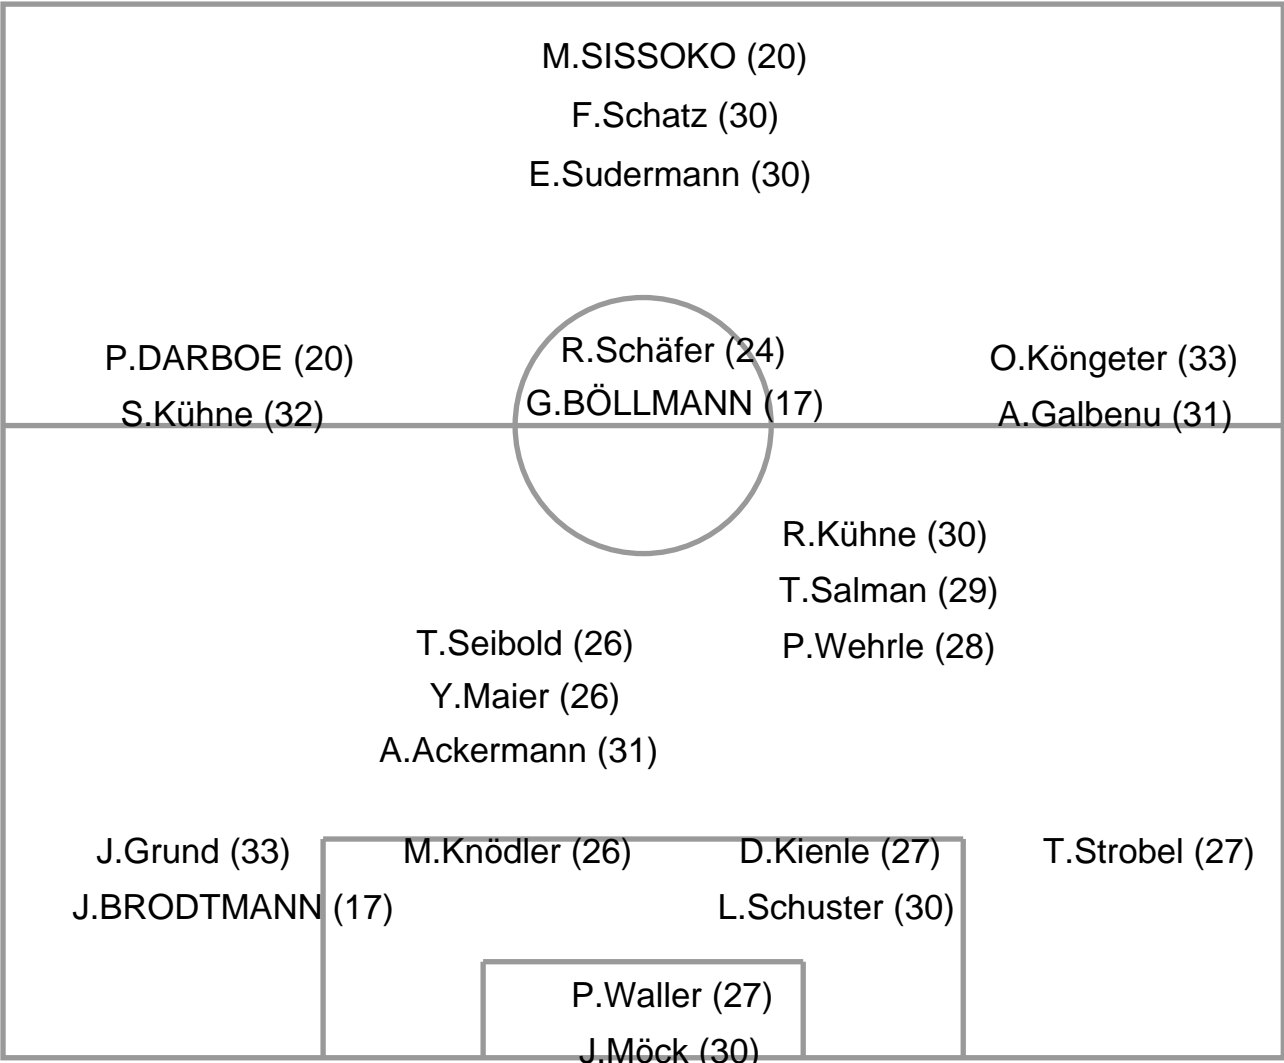 M.SISSOKO (20)
F.Schatz (30)
E.Sudermann (30)
P.DARBOE (20)
S.Kühne (32)
R.Schäfer (24)
G.BÖLLMANN (17)
O.Köngeter (33)
A.Galbenu (31)
R.Kühne (30)
T.Salman (29)
P.Wehrle (28)
T.Seibold (26)
Y.Maier (26)
A.Ackermann (31)
J.Grund (33)
J.BRODTMANN (17)
M.Knödler (26)
D.Kienle (27)
L.Schuster (30)
T.Strobel (27)
P.Waller (27)
J.Möck (30)